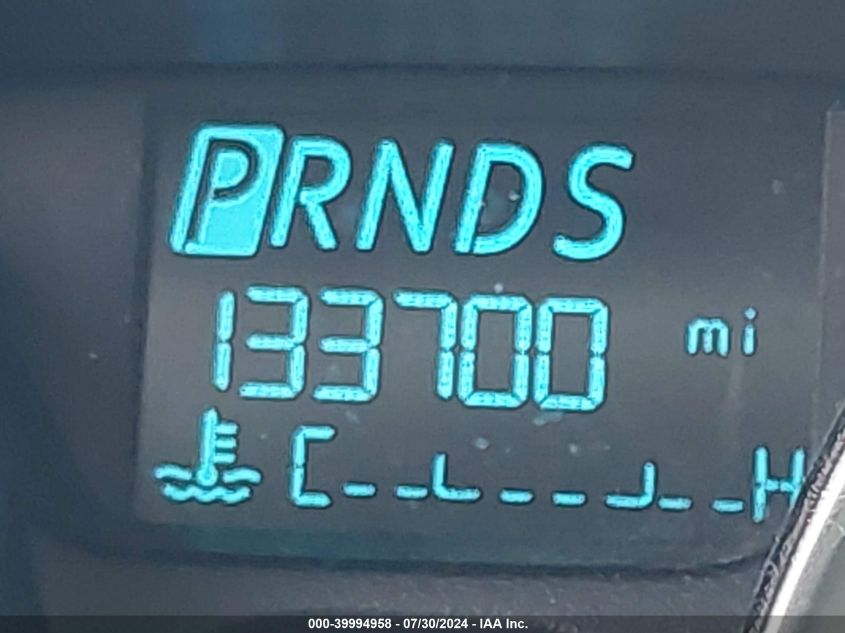 PRNDS
133700 mi
C H
000-39994958 - 07/30/2024 - IAA Inc.